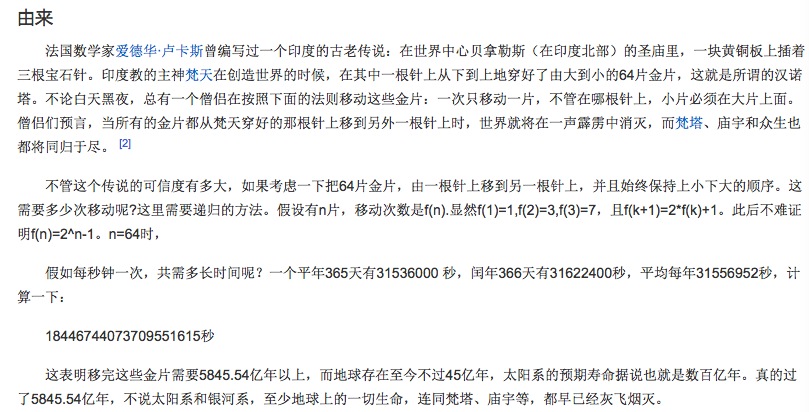 由来
法国数学家爱德华·卢卡斯曾编写过一个印度的古老传说：在世界中心贝拿勒斯（在印度北部）的圣庙里，一块黄铜板上插着
三根宝石针。印度教的主神梵天在创造世界的时候，在其中一根针上从下到上地穿好了由大到小的64片金片，这就是所谓的汉诺
塔。不论白天黑夜，总有一个僧侣在按照下面的法则移动这些金片：一次只移动一片，不管在哪根针上，小片必须在大片上面。
僧侣们预言，当所有的金片都从梵天穿好的那根针上移到另外一根针上时，世界就将在一声霹雳中消灭，而梵塔、庙宇和众生也
都将同归于尽。 [2]
不管这个传说的可信度有多大，如果考虑一下把64片金片，由一根针上移到另一根针上，并且始终保持上小下大的顺序。这
需要多少次移动呢?这里需要递归的方法。假设有n片，移动次数是f(n).显然f(1)=1,f(2)=3,f(3)=7，且f(k+1)=2*f(k)+1。此后不难证
明f(n)=2^n-1。n=64时，
假如每秒钟一次，共需多长时间呢？一个平年365天有31536000 秒，闰年366天有31622400秒，平均每年31556952秒，计
算一下：
18446744073709551615秒
这表明移完这些金片需要5845.54亿年以上，而地球存在至今不过45亿年，太阳系的预期寿命据说也就是数百亿年。真的过
了5845.54亿年，不说太阳系和银河系，至少地球上的一切生命，连同梵塔、庙宇等，都早已经灰飞烟灭。